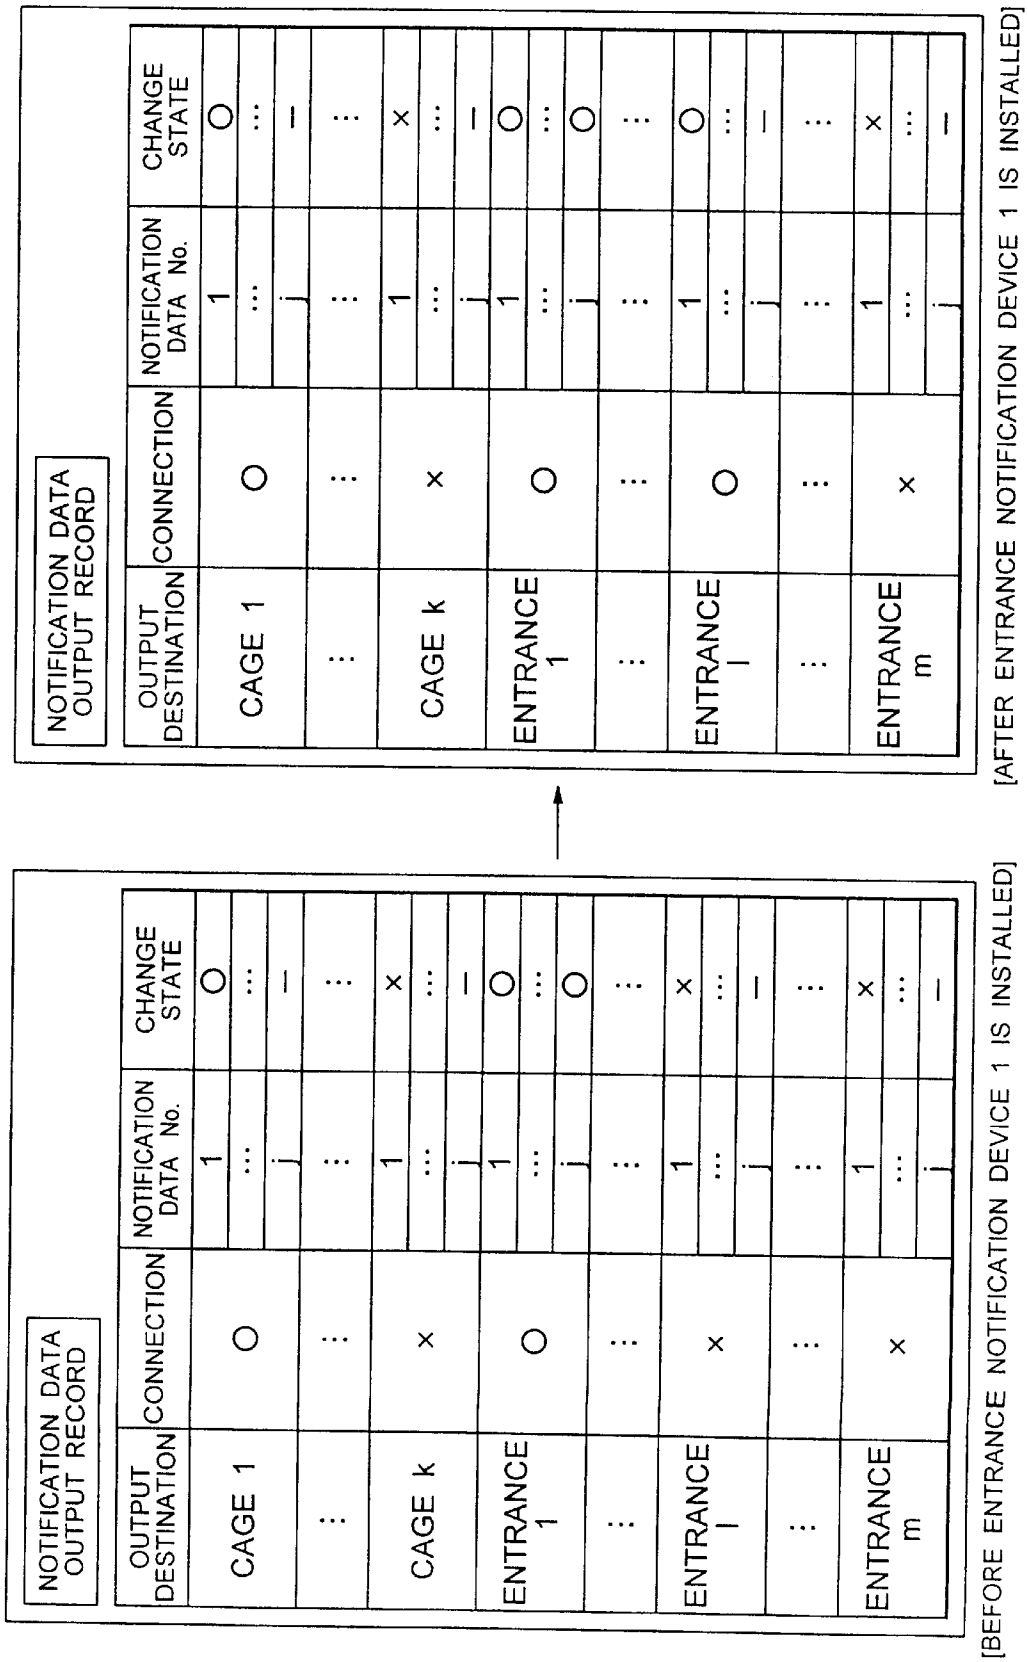 NOTIFICATION DATA
OUTPUT RECORD
OUTPUT
DESTINATION
CONNECTION
NOTIFICATION
DATA No.
CHANGE
STATE
CAGE 1
○
1
○
...
...
j
—
...
...
...
...
CAGE k
×
1
×
...
...
j
—
ENTRANCE
1
○
1
○
...
...
j
○
...
...
...
...
ENTRANCE
l
×
1
×
...
...
j
—
...
...
...
...
ENTRANCE
m
×
1
×
...
...
j
—
[BEFORE ENTRANCE NOTIFICATION DEVICE 1 IS INSTALLED]
NOTIFICATION DATA
OUTPUT RECORD
OUTPUT
DESTINATION
CONNECTION
NOTIFICATION
DATA No.
CHANGE
STATE
CAGE 1
○
1
○
...
...
j
—
...
...
...
...
CAGE k
×
1
×
...
...
j
—
ENTRANCE
1
○
1
○
...
...
j
○
...
...
...
...
ENTRANCE
l
○
1
○
...
...
j
—
...
...
...
...
ENTRANCE
m
×
1
×
...
...
j
—
[AFTER ENTRANCE NOTIFICATION DEVICE 1 IS INSTALLED]